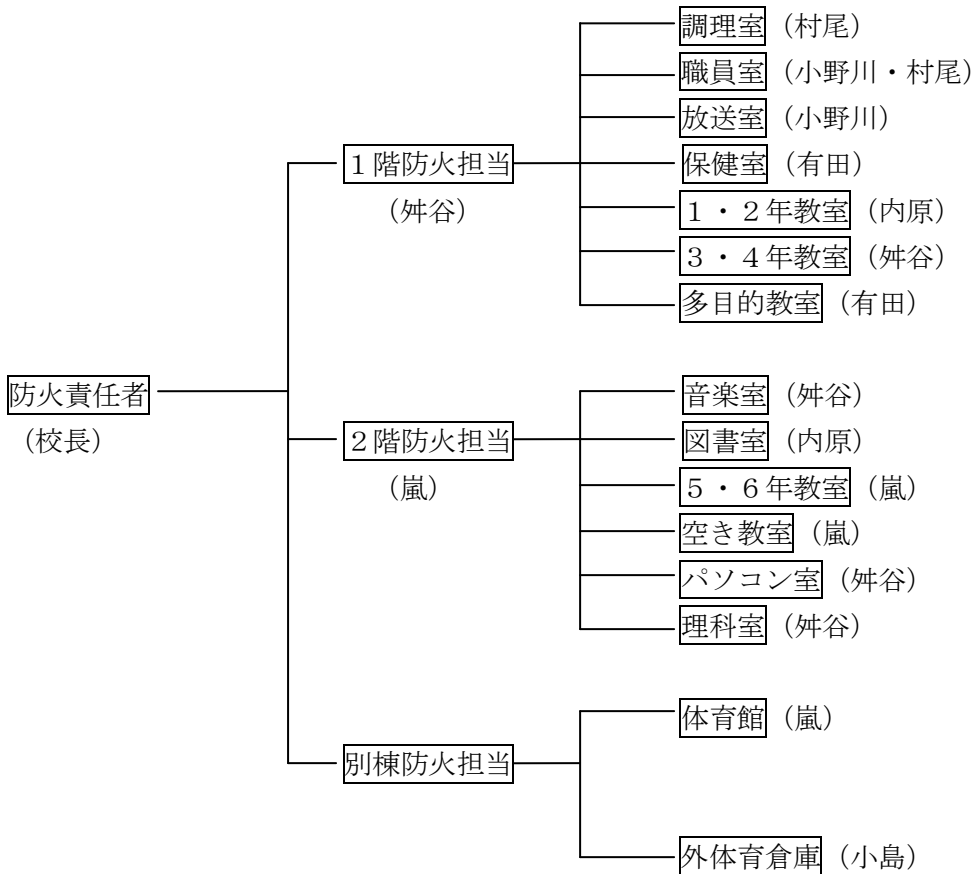 調理室（村尾）
職員室（小野川・村尾）
放送室（小野川）
１階防火担当
保健室（有田）
（舛谷）
１・２年教室（内原）
３・４年教室（舛谷）
多目的教室（有田）
防火責任者
（校長）
音楽室（舛谷）
２階防火担当
図書室（内原）
（嵐）
５・６年教室（嵐）
空き教室（嵐）
パソコン室（舛谷）
理科室（舛谷）
体育館（嵐）
別棟防火担当
外体育倉庫（小島）